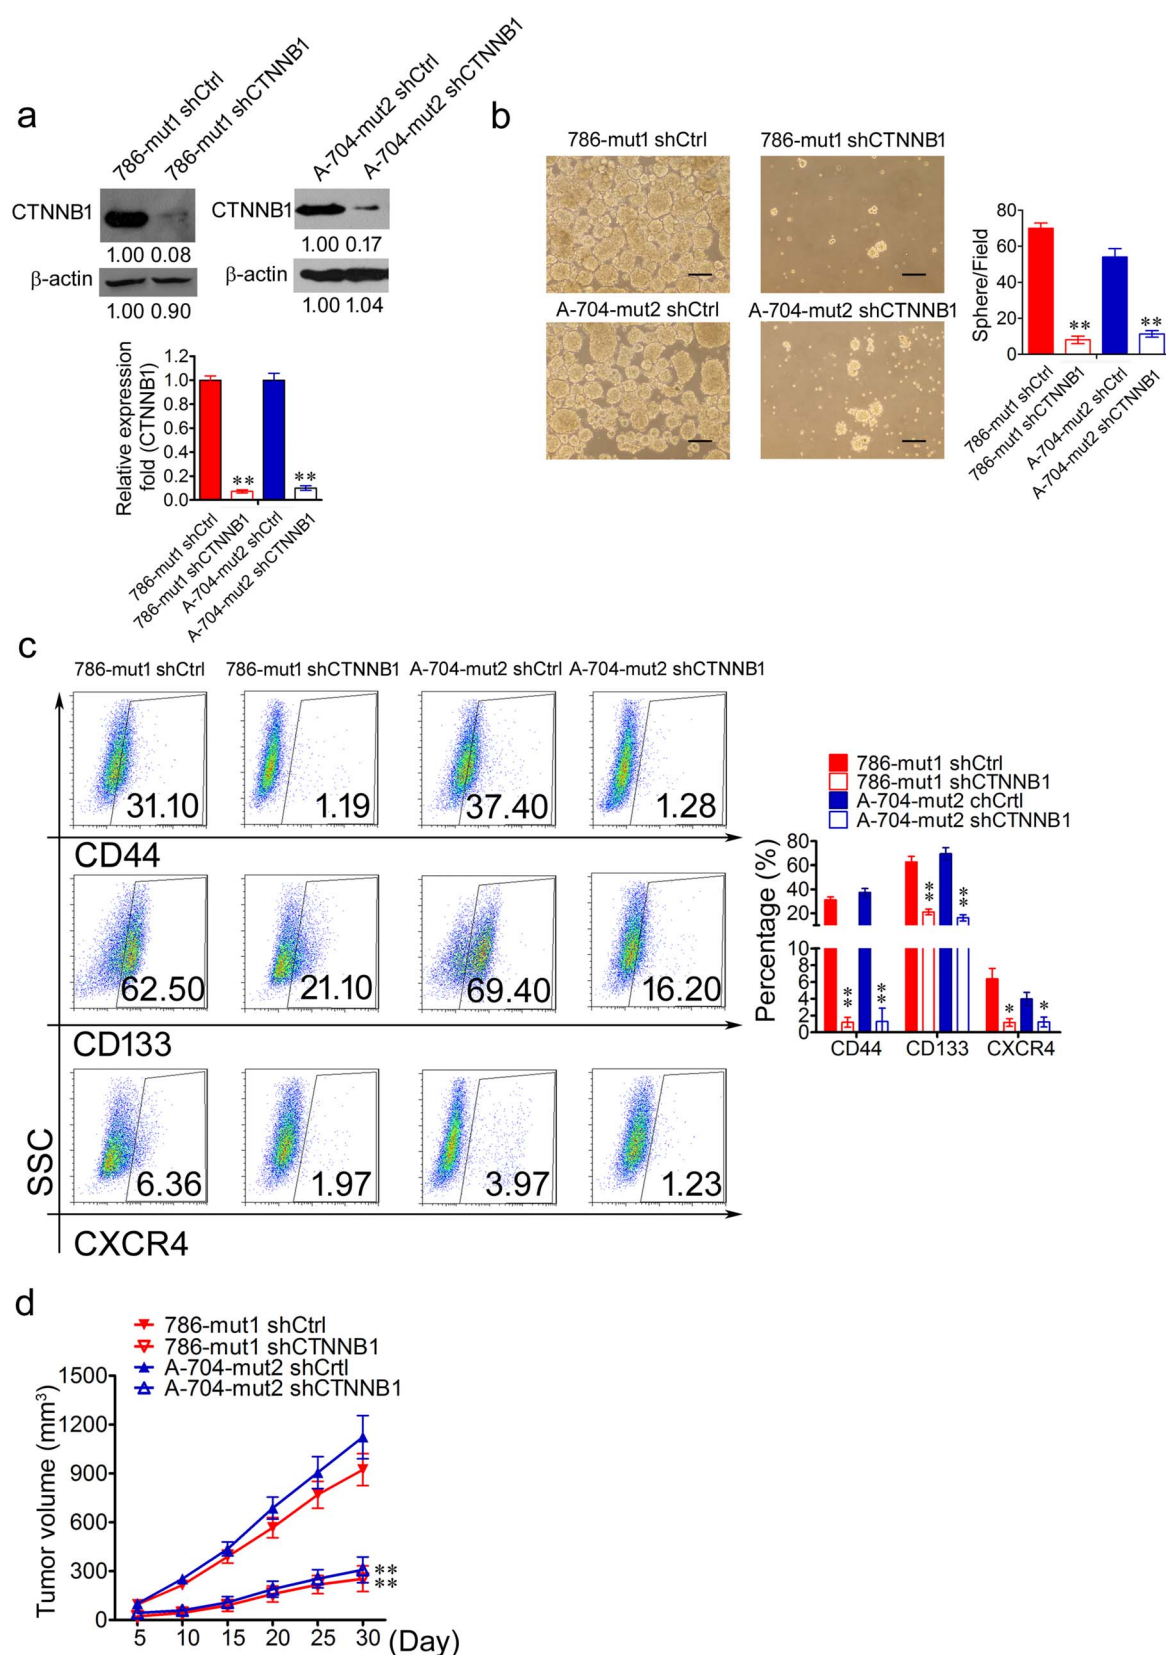 a
786-mut1 shCtrl
786-mut1 shCTNNB1
A-704-mut2 shCtrl
A-704-mut2 shCTNNB1
CTNNB1
1.00 0.08
β-actin
1.00 0.90
CTNNB1
1.00 0.17
β-actin
1.00 1.04
Relative expression
fold (CTNNB1)
1.2
1.0
0.8
0.6
0.4
0.2
0.0
**
**
786-mut1 shCtrl
786-mut1 shCTNNB1
A-704-mut2 shCtrl
A-704-mut2 shCTNNB1
b
786-mut1 shCtrl
786-mut1 shCTNNB1
A-704-mut2 shCtrl
A-704-mut2 shCTNNB1
Sphere/Field
80
60
40
20
0
**
**
786-mut1 shCtrl
786-mut1 shCTNNB1
A-704-mut2 shCtrl
A-704-mut2 shCTNNB1
c
786-mut1 shCtrl
786-mut1 shCTNNB1
A-704-mut2 shCtrl
A-704-mut2 shCTNNB1
31.10
1.19
37.40
1.28
CD44
62.50
21.10
69.40
16.20
CD133
6.36
1.97
3.97
1.23
CXCR4
SSC
786-mut1 shCtrl
786-mut1 shCTNNB1
A-704-mut2 chCrtl
A-704-mut2 shCTNNB1
Percentage (%)
80
60
40
20
10
8
6
4
2
0
**
**
**
**
*
*
CD44
CD133
CXCR4
d
786-mut1 shCtrl
786-mut1 shCTNNB1
A-704-mut2 shCrtl
A-704-mut2 shCTNNB1
Tumor volume (mm³)
1500
1200
900
600
300
0
**
**
5 10 15 20 25 30 (Day)